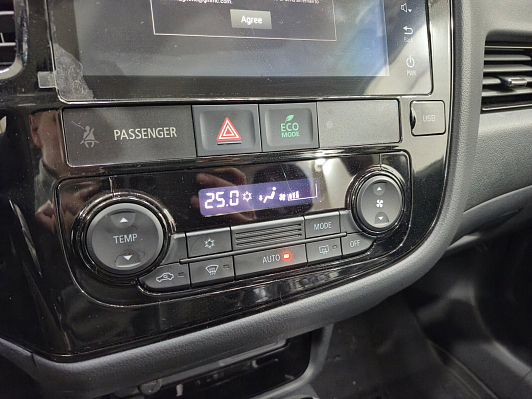 Agree
PASSENGER
ECO
MODE
USB
25.0
TEMP
MODE
AUTO
OFF